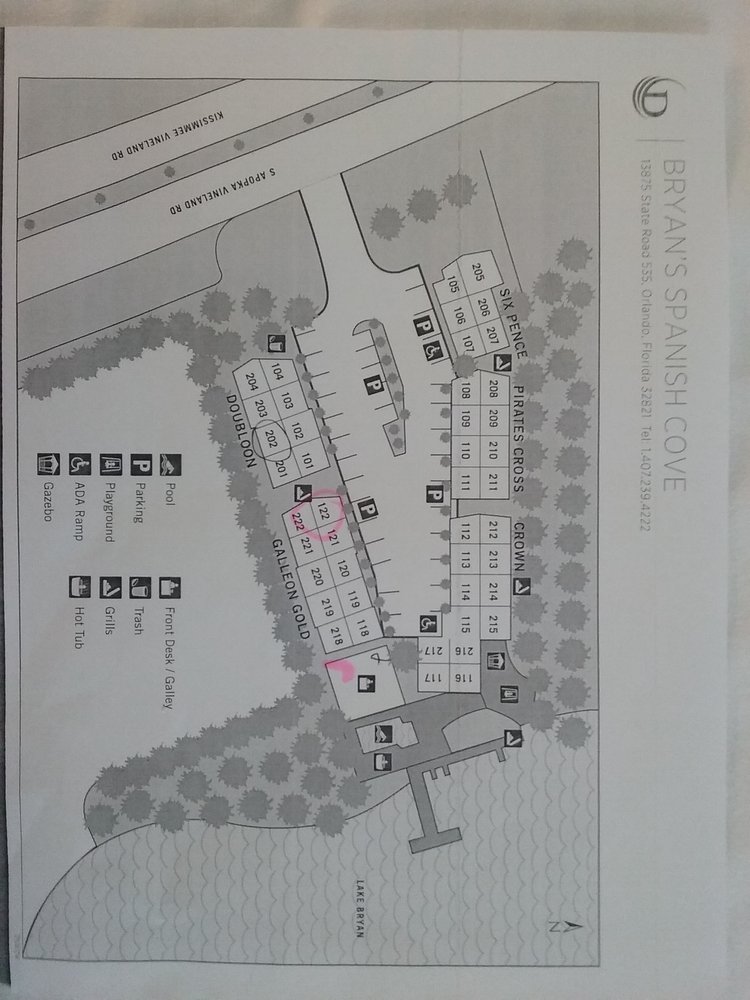 BRYAN'S SPANISH COVE
13875 State Road 535, Orlando, Florida 32821 Tel: 1.407.239.4222
KISSIMMEE VINELAND RD
S APOPKA VINELAND RD
SIX PENCE
205 206 207
105 106 107
PIRATES CROSS
208 209 210 211
108 109 110 111
CROWN
212 213 214 215
112 113 114 115
216 116
217 117
P
P
P
P
104 103 102 101
204 203 202 201
DOUBLOON
122 121 120 119 118
222 221 220 219 218
GALLEON GOLD
LAKE BRYAN
N
Pool
P Parking
Playground
ADA Ramp
Gazebo
Front Desk / Galley
Trash
Grills
Hot Tub